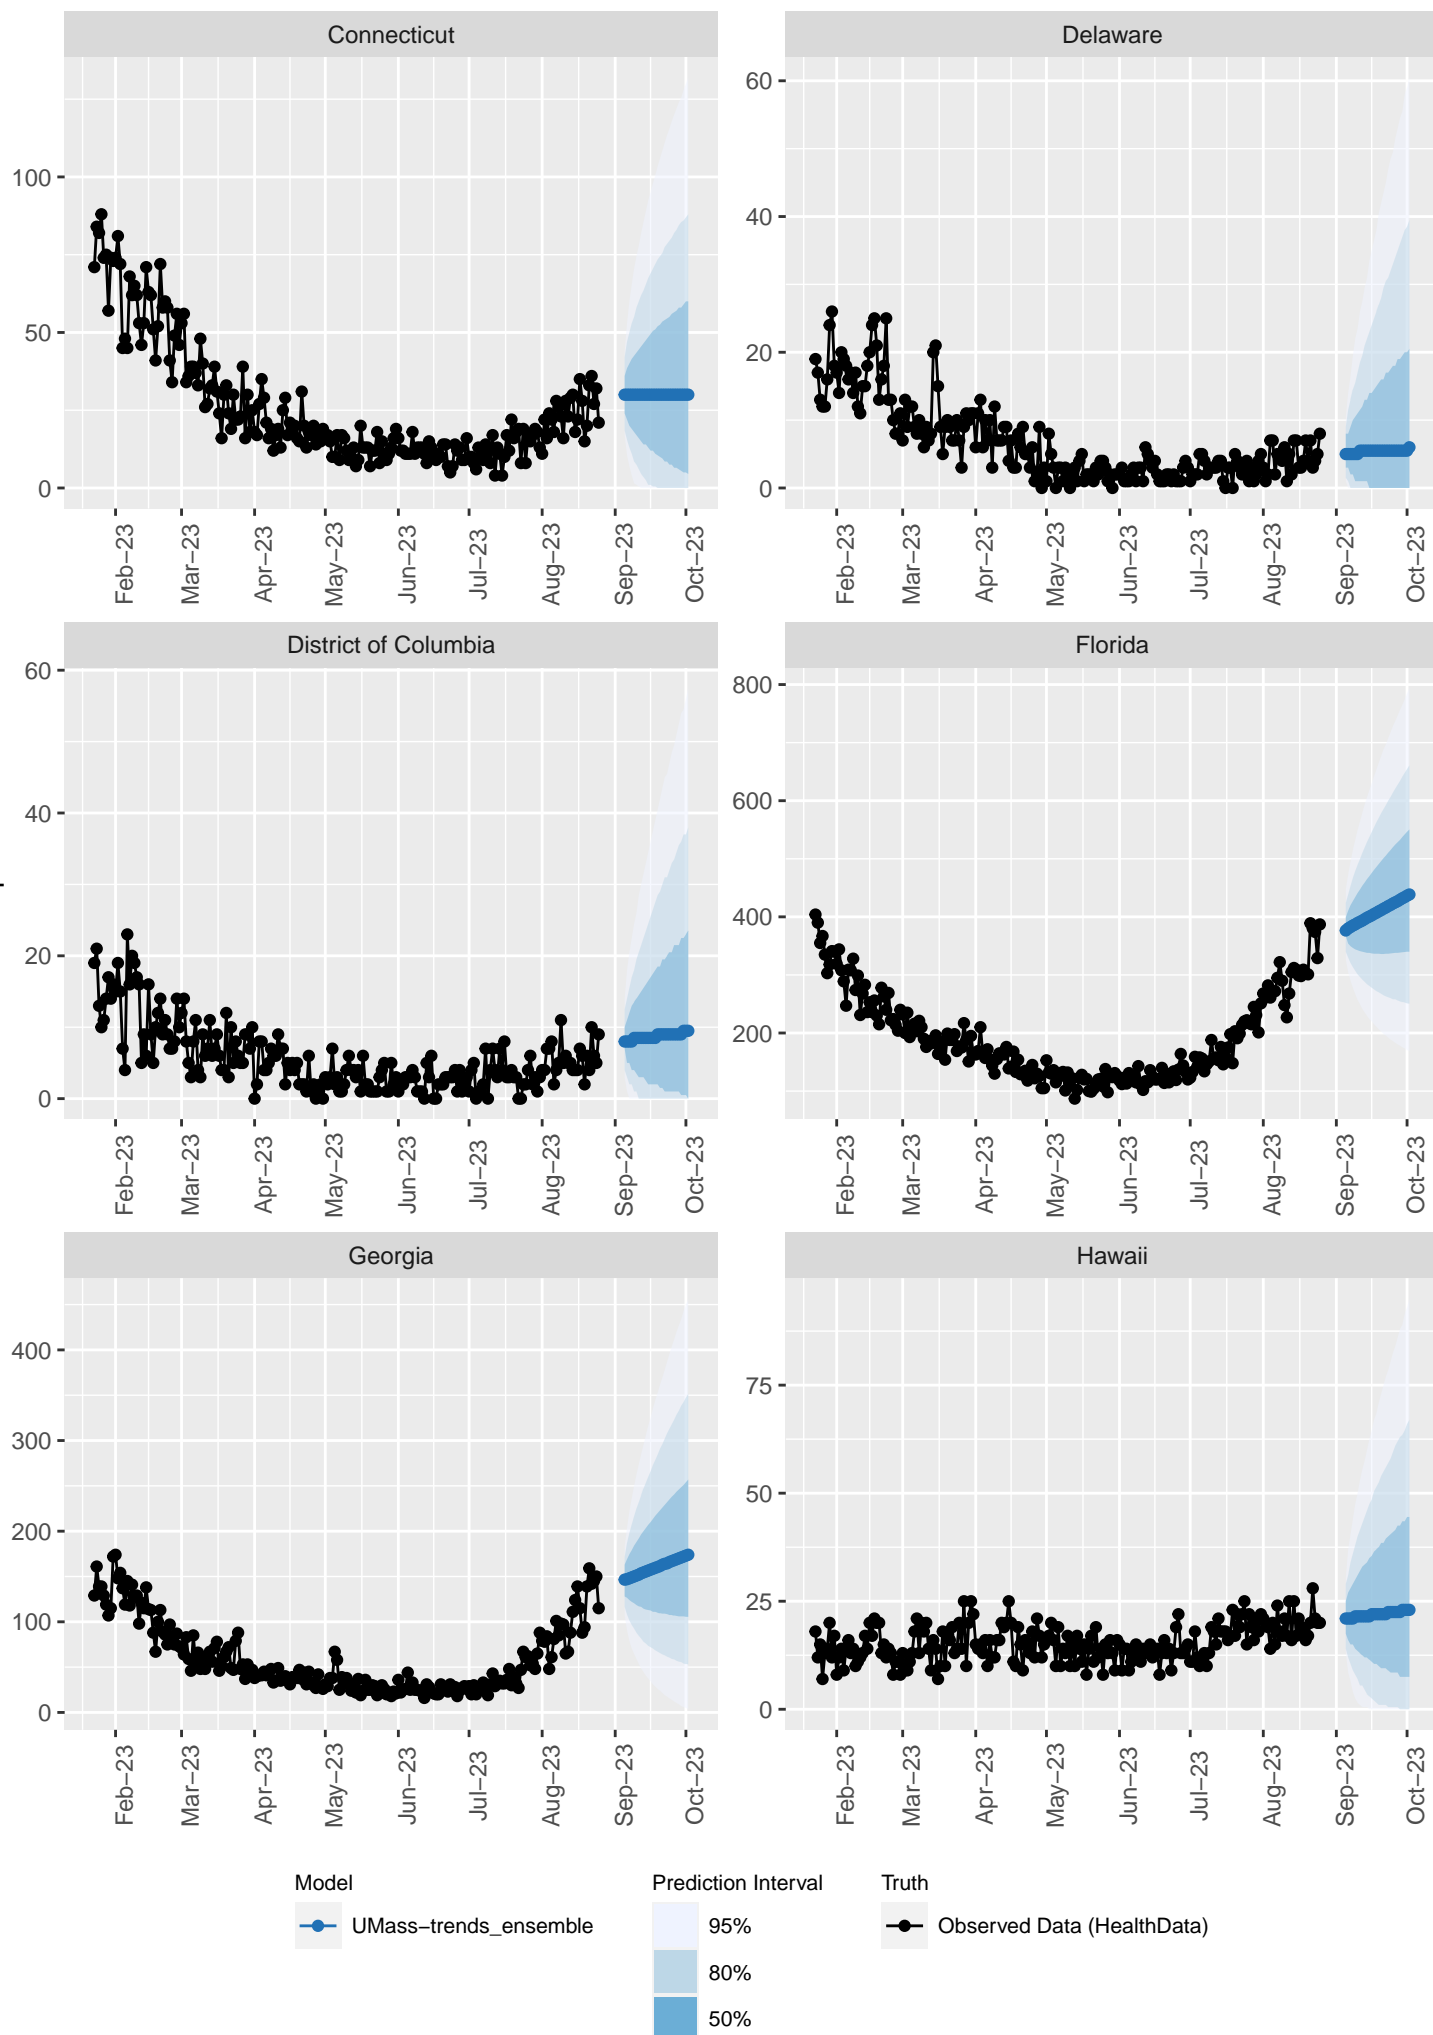 Connecticut
Delaware
100
50
0
60
40
20
0
Feb−23
Mar−23
Apr−23
May−23
Jun−23
Jul−23
Aug−23
Sep−23
Oct−23
Feb−23
Mar−23
Apr−23
May−23
Jun−23
Jul−23
Aug−23
Sep−23
Oct−23
District of Columbia
Florida
60
40
20
0
800
600
400
200
Feb−23
Mar−23
Apr−23
May−23
Jun−23
Jul−23
Aug−23
Sep−23
Oct−23
Feb−23
Mar−23
Apr−23
May−23
Jun−23
Jul−23
Aug−23
Sep−23
Oct−23
Georgia
Hawaii
400
300
200
100
0
75
50
25
0
Feb−23
Mar−23
Apr−23
May−23
Jun−23
Jul−23
Aug−23
Sep−23
Oct−23
Feb−23
Mar−23
Apr−23
May−23
Jun−23
Jul−23
Aug−23
Sep−23
Oct−23
Model
UMass−trends_ensemble
Prediction Interval
95%
80%
50%
Truth
Observed Data (HealthData)